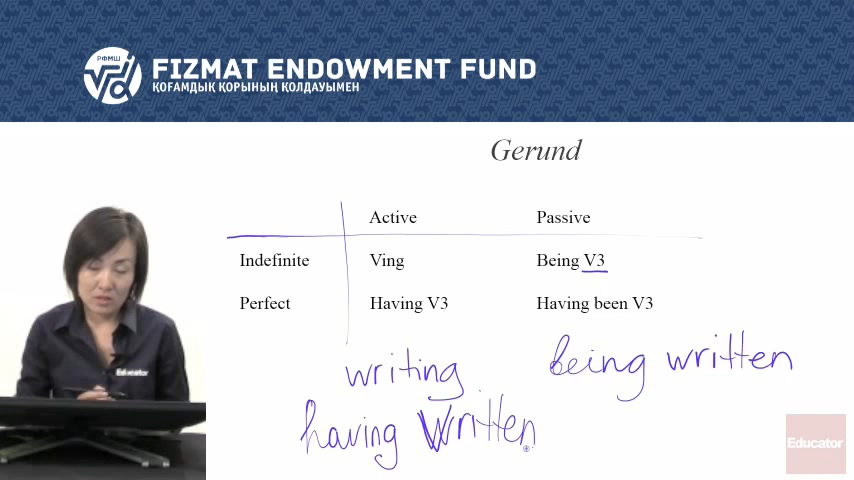 РФМШ
FIZMAT ENDOWMENT FUND
ҚОҒАМДЫҚ ҚОРЫНЫҢ ҚОЛДАУЫМЕН
Gerund
Active Passive
Indefinite Ving Being V3
Perfect Having V3 Having been V3
writing being written
having written
Educator
Educator